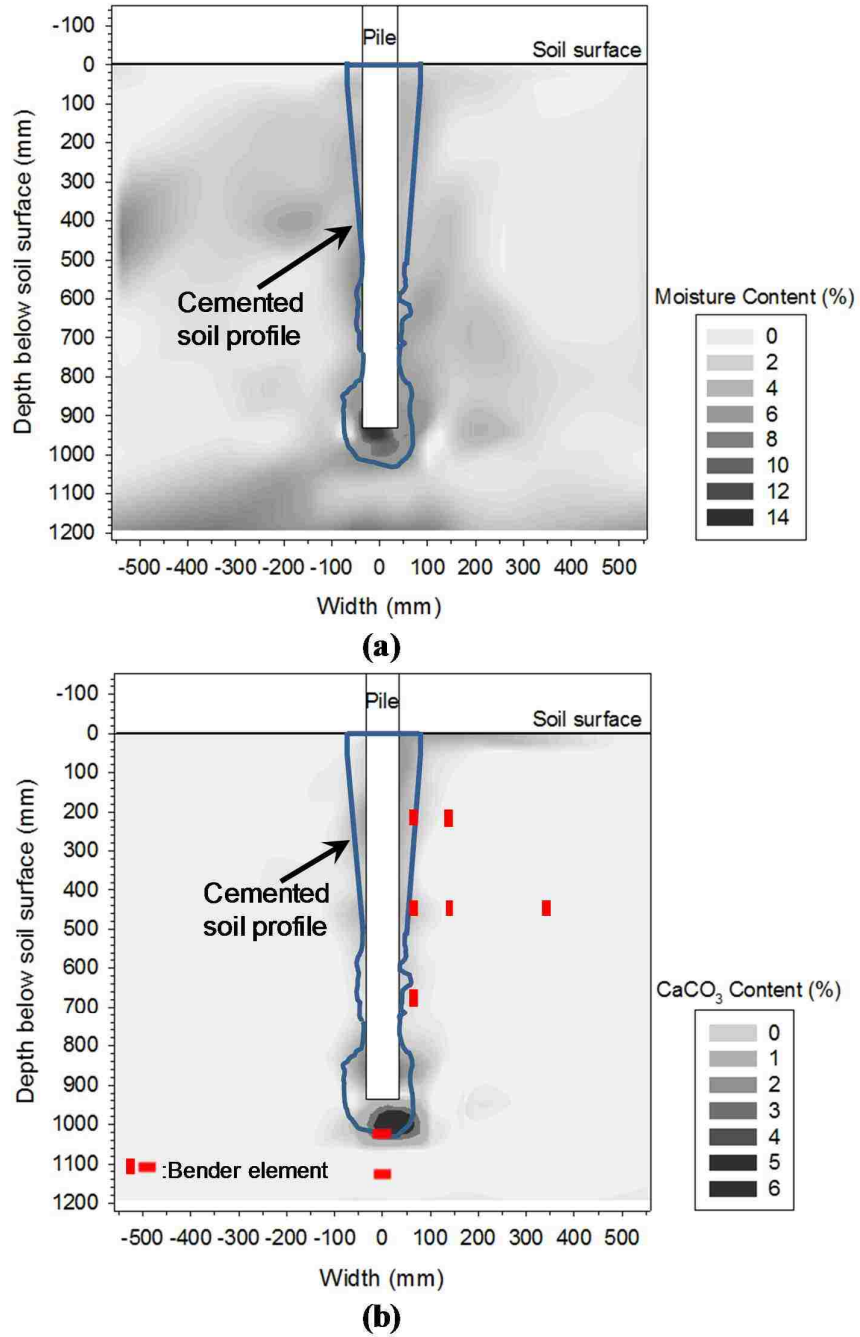 -100
Pile
Soil surface
0
100
200
300
400
500
600
700
800
900
1000
1100
1200
Depth below soil surface (mm)
Cemented
soil profile
Moisture Content (%)
0
2
4
6
8
10
12
14
-500 -400 -300 -200 -100 0 100 200 300 400 500
Width (mm)
(a)
-100
Pile
Soil surface
0
100
200
300
400
500
600
700
800
900
1000
1100
1200
Depth below soil surface (mm)
Cemented
soil profile
:Bender element
CaCO₃ Content (%)
0
1
2
3
4
5
6
-500 -400 -300 -200 -100 0 100 200 300 400 500
Width (mm)
(b)